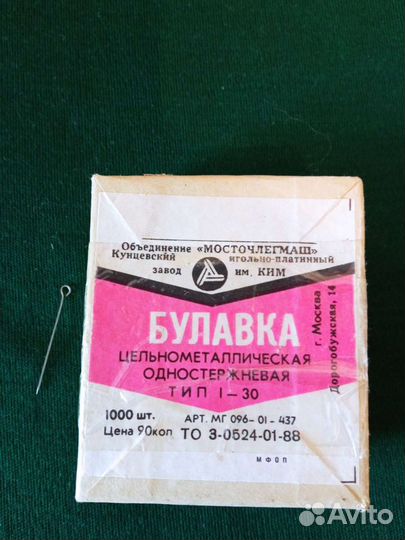 Объединение "МОСТОЧЛЕГМАШ"
Кунцевский игольно-платинный
завод им. КИМ
БУЛАВКА
ЦЕЛЬНОМЕТАЛЛИЧЕСКАЯ
ОДНОСТЕРЖНЕВАЯ
ТИП I-30
г. Москва
Дорогобужская, 14
1000 шт. АРТ. МГ 096-01-437
Цена 90коп ТО 3-0524-01-88
МФОП
Avito